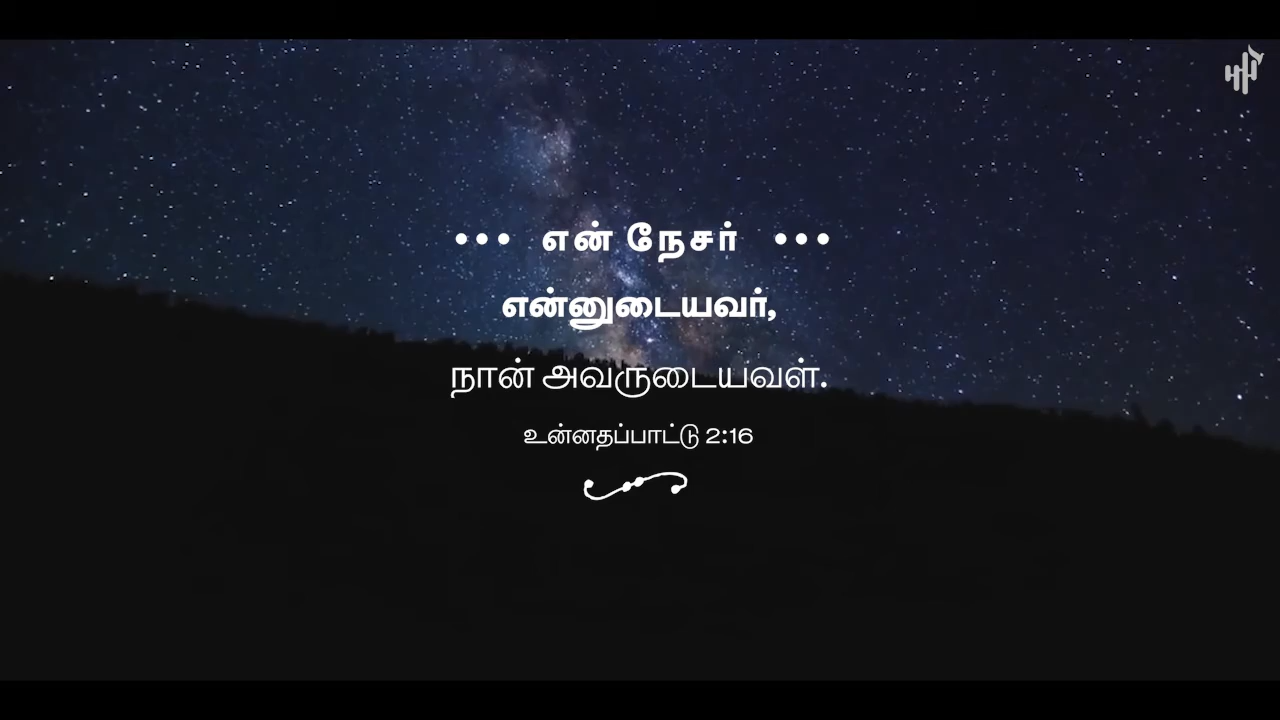 ••• என் நேசர் •••
என்னுடையவர்,
நான் அவருடையவள்.
உன்னதப்பாட்டு 2:16